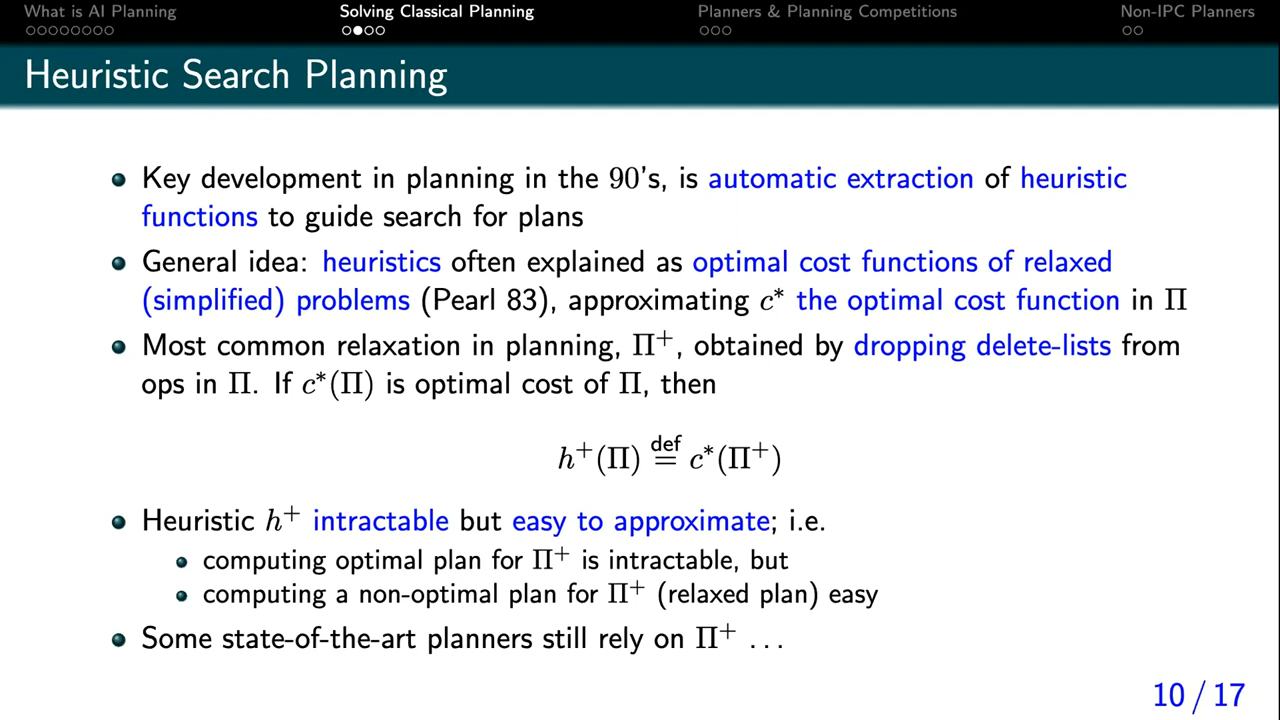 What is AI Planning
Solving Classical Planning
Planners & Planning Competitions
Non-IPC Planners
Heuristic Search Planning
Key development in planning in the 90's, is automatic extraction of heuristic
functions to guide search for plans
General idea: heuristics often explained as optimal cost functions of relaxed
(simplified) problems (Pearl 83), approximating c* the optimal cost function in Π
Most common relaxation in planning, Π⁺, obtained by dropping delete-lists from
ops in Π. If c*(Π) is optimal cost of Π, then
h⁺(Π) def= c*(Π⁺)
Heuristic h⁺ intractable but easy to approximate; i.e.
computing optimal plan for Π⁺ is intractable, but
computing a non-optimal plan for Π⁺ (relaxed plan) easy
Some state-of-the-art planners still rely on Π⁺ ...
10 / 17